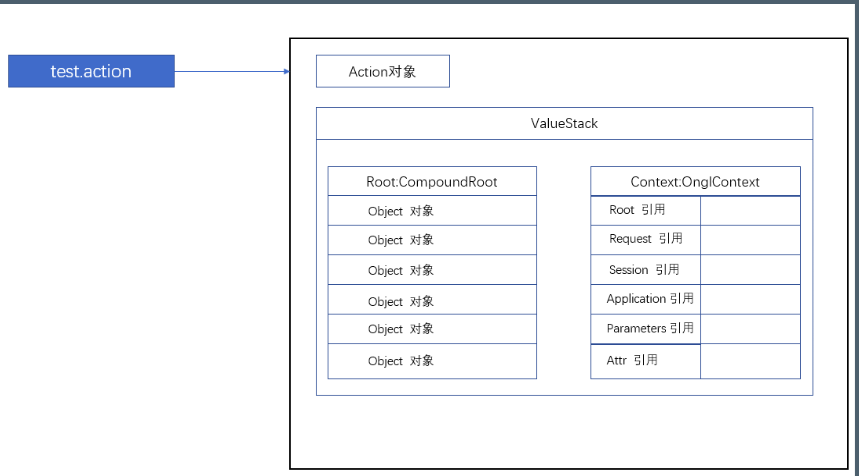 test.action
Action对象
ValueStack
Root:CompoundRoot
Object 对象
Object 对象
Object 对象
Object 对象
Object 对象
Object 对象
Context:OnglContext
Root 引用
Request 引用
Session 引用
Application 引用
Parameters 引用
Attr 引用